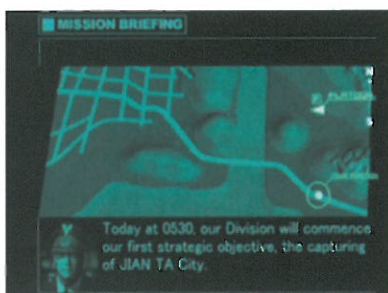 MISSION BRIEFING
Today at 0530, our Division will commence
our first strategic objective, the capturing
of JIAN TA City.